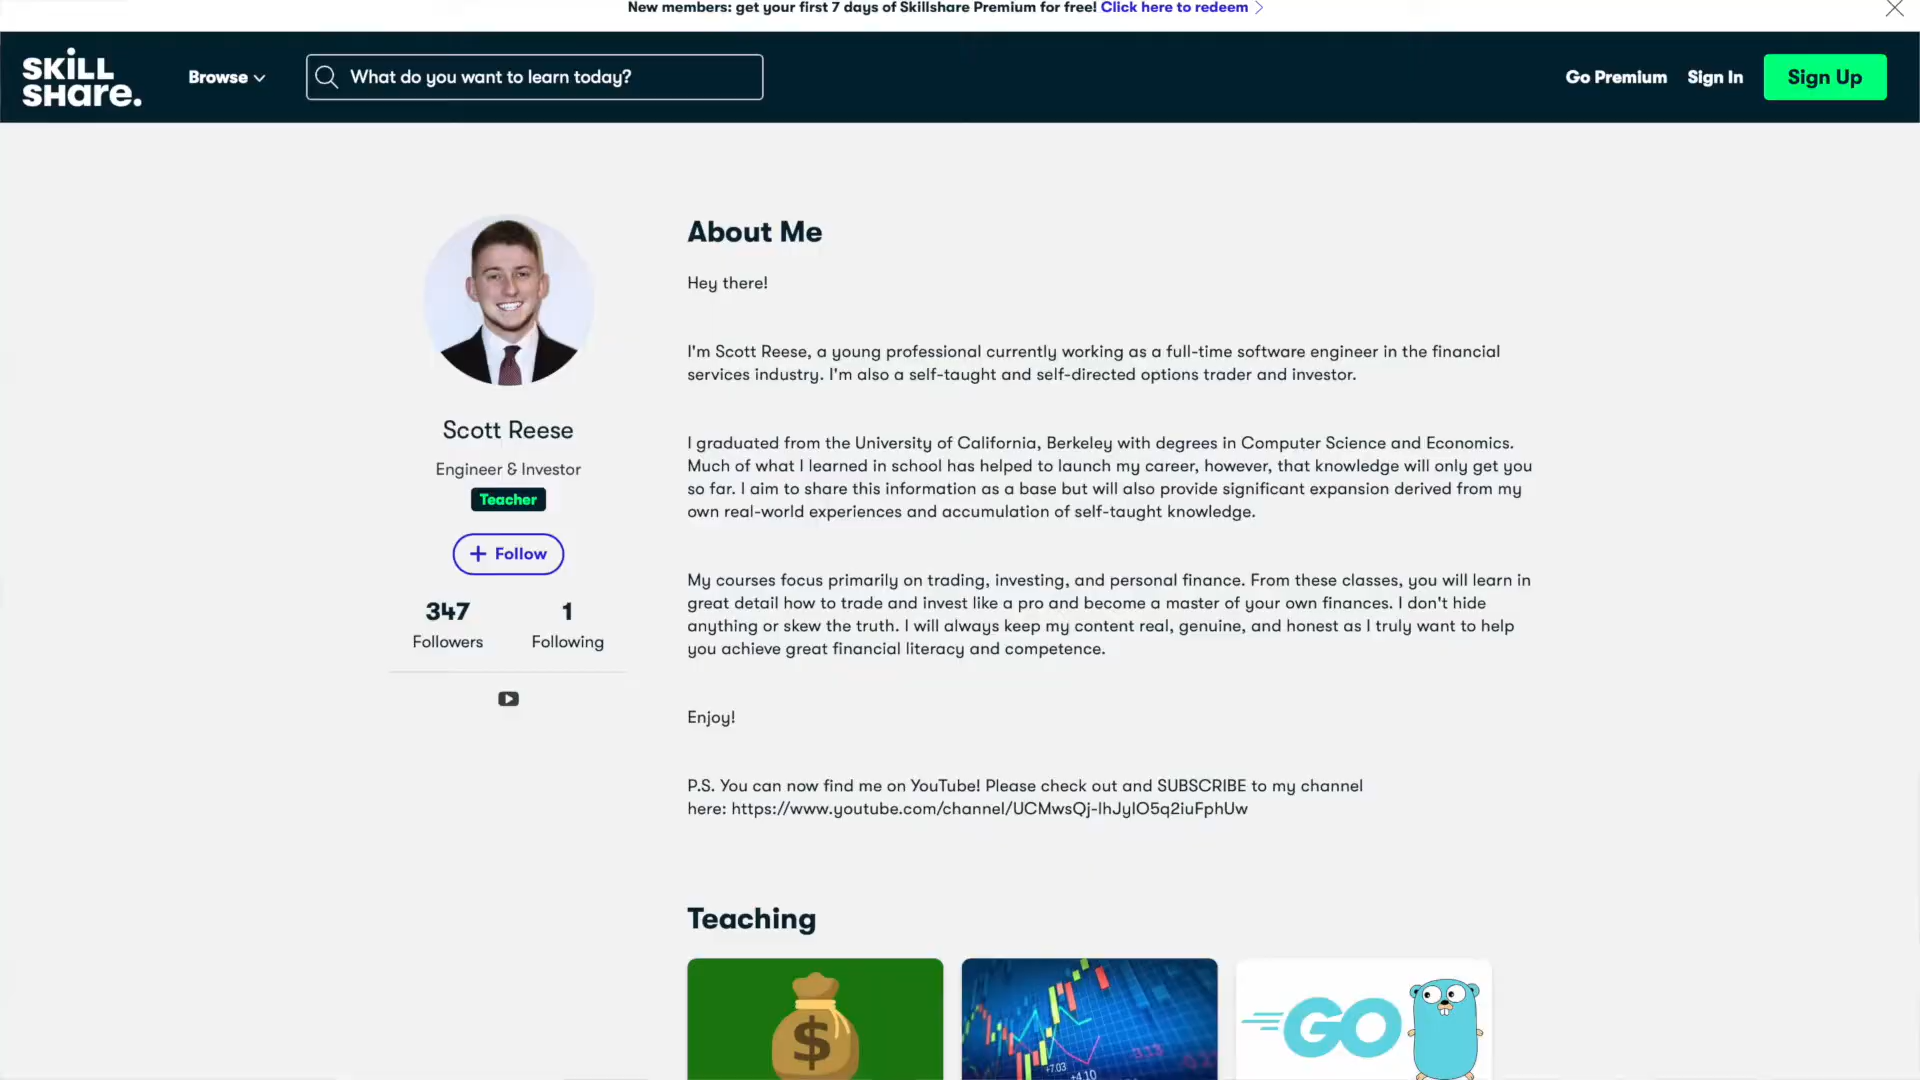 New members: get your first 7 days of Skillshare Premium for free! Click here to redeem
SKILL
SHare.
Browse
What do you want to learn today?
Go Premium
Sign In
Sign Up
Scott Reese
Engineer & Investor
Teacher
+ Follow
347
Followers
1
Following
About Me
Hey there!
I'm Scott Reese, a young professional currently working as a full-time software engineer in the financial
services industry. I'm also a self-taught and self-directed options trader and investor.
I graduated from the University of California, Berkeley with degrees in Computer Science and Economics.
Much of what I learned in school has helped to launch my career, however, that knowledge will only get you
so far. I aim to share this information as a base but will also provide significant expansion derived from my
own real-world experiences and accumulation of self-taught knowledge.
My courses focus primarily on trading, investing, and personal finance. From these classes, you will learn in
great detail how to trade and invest like a pro and become a master of your own finances. I don't hide
anything or skew the truth. I will always keep my content real, genuine, and honest as I truly want to help
you achieve great financial literacy and competence.
Enjoy!
P.S. You can now find me on YouTube! Please check out and SUBSCRIBE to my channel
here: https://www.youtube.com/channel/UCMwsQj-lhJylO5q2iuFphUw
Teaching
$
+7.03
+4.10
GO